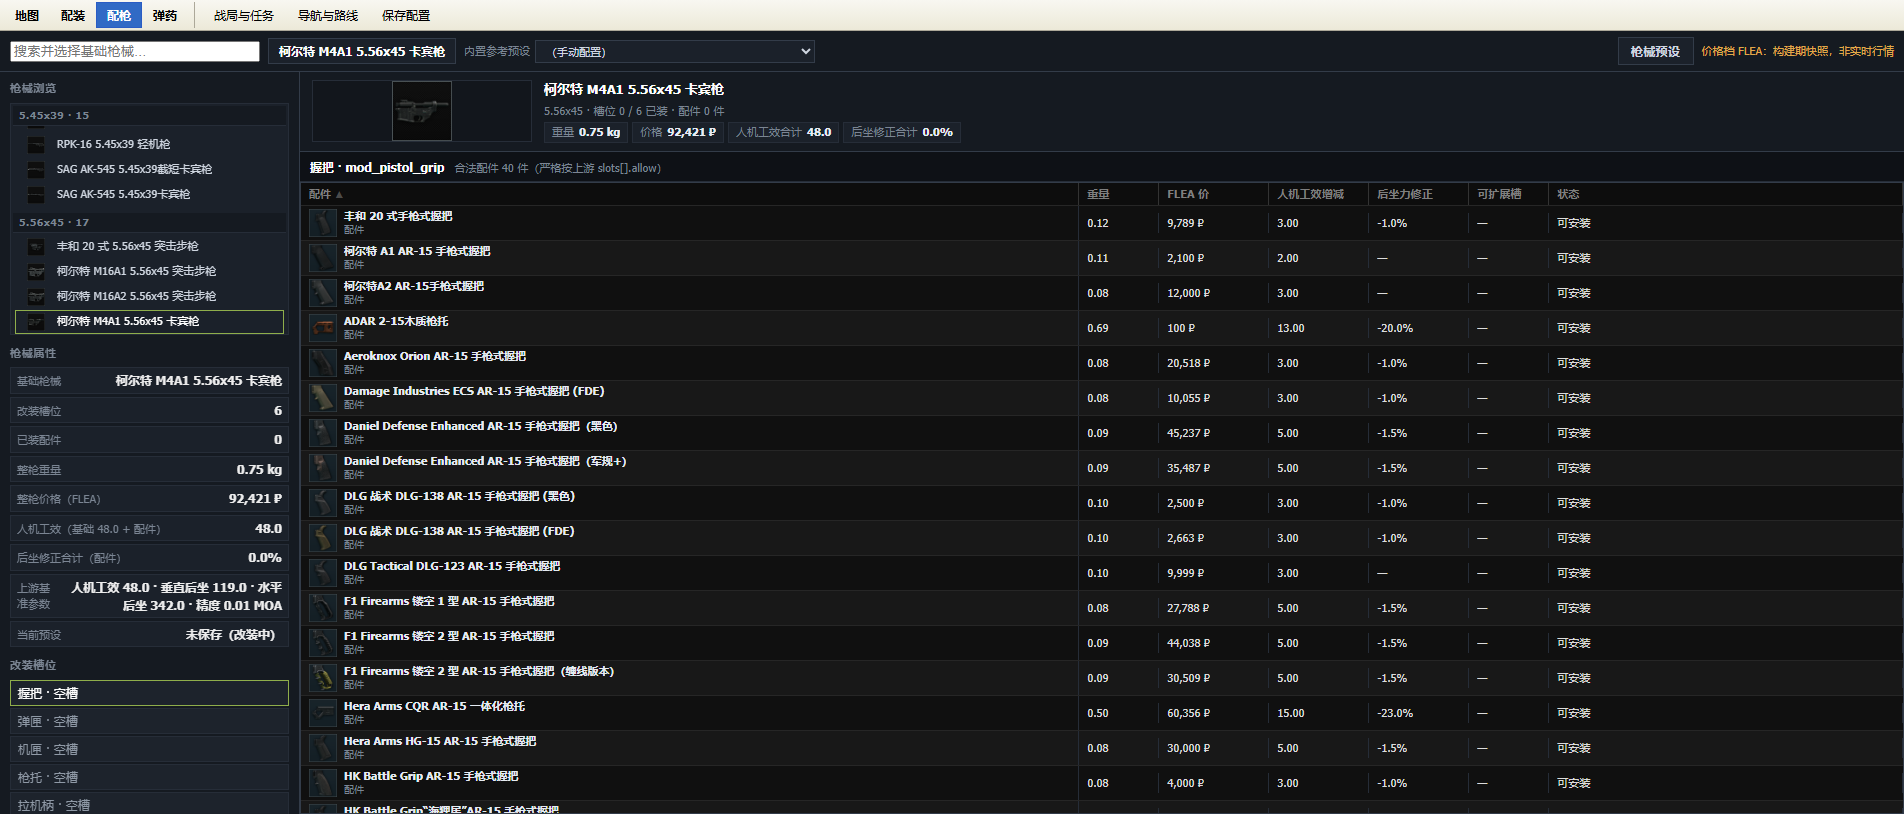 地图 配装 配枪 弹药 战局与任务 导航与路线 保存配置
搜索并选择基础枪械... 柯尔特 M4A1 5.56x45 卡宾枪 内置参考预设 (手动配置) 枪械预设 价格档 FLEA: 构建期快照, 非实时行情
枪械浏览
5.45x39 · 15
RPK-16 5.45x39 轻机枪
SAG AK-545 5.45x39截短卡宾枪
SAG AK-545 5.45x39卡宾枪
5.56x45 · 17
丰和 20 式 5.56x45 突击步枪
柯尔特 M16A1 5.56x45 突击步枪
柯尔特 M16A2 5.56x45 突击步枪
柯尔特 M4A1 5.56x45 卡宾枪
枪械属性
基础枪械 柯尔特 M4A1 5.56x45 卡宾枪
改装槽位 6
已装配件 0
整枪重量 0.75 kg
整枪价格 (FLEA) 92,421 ₽
人机工效 (基础 48.0 + 配件) 48.0
后坐修正合计 (配件) 0.0%
上游基准参数 人机工效 48.0 · 垂直后坐 119.0 · 水平
后坐 342.0 · 精度 0.01 MOA
当前预设 未保存 (改装中)
改装槽位
握把 · 空槽
弹匣 · 空槽
机匣 · 空槽
枪托 · 空槽
拉机柄 · 空槽
柯尔特 M4A1 5.56x45 卡宾枪
5.56x45 · 槽位 0 / 6 已装 · 配件 0 件
重量 0.75 kg 价格 92,421 ₽ 人机工效合计 48.0 后坐修正合计 0.0%
握把 · mod_pistol_grip 合法配件 40 件 (严格按上游 slots[].allow)
配件 ▲ 重量 FLEA 价 人机工效增减 后坐力修正 可扩展槽 状态
丰和 20 式手枪式握把
配件 0.12 9,789 ₽ 3.00 -1.0% — 可安装
柯尔特 A1 AR-15 手枪式握把
配件 0.11 2,100 ₽ 2.00 — — 可安装
柯尔特A2 AR-15手枪式握把
配件 0.08 12,000 ₽ 3.00 — — 可安装
ADAR 2-15木质枪托
配件 0.69 100 ₽ 13.00 -20.0% — 可安装
Aeroknox Orion AR-15 手枪式握把
配件 0.08 20,518 ₽ 3.00 -1.0% — 可安装
Damage Industries ECS AR-15 手枪式握把 (FDE)
配件 0.08 10,055 ₽ 3.00 -1.0% — 可安装
Daniel Defense Enhanced AR-15 手枪式握把 (黑色)
配件 0.09 45,237 ₽ 5.00 -1.5% — 可安装
Daniel Defense Enhanced AR-15 手枪式握把 (军规+)
配件 0.09 35,487 ₽ 5.00 -1.5% — 可安装
DLG 战术 DLG-138 AR-15 手枪式握把 (黑色)
配件 0.10 2,500 ₽ 3.00 -1.0% — 可安装
DLG 战术 DLG-138 AR-15 手枪式握把 (FDE)
配件 0.10 2,663 ₽ 3.00 -1.0% — 可安装
DLG Tactical DLG-123 AR-15 手枪式握把
配件 0.10 9,999 ₽ 3.00 — — 可安装
F1 Firearms 镂空 1 型 AR-15 手枪式握把
配件 0.08 27,788 ₽ 5.00 -1.5% — 可安装
F1 Firearms 镂空 2 型 AR-15 手枪式握把
配件 0.09 44,038 ₽ 5.00 -1.5% — 可安装
F1 Firearms 镂空 2 型 AR-15 手枪式握把 (缠线版本)
配件 0.09 30,509 ₽ 5.00 -1.5% — 可安装
Hera Arms CQR AR-15 一体化枪托
配件 0.50 60,356 ₽ 15.00 -23.0% — 可安装
Hera Arms HG-15 AR-15 手枪式握把
配件 0.08 30,000 ₽ 5.00 -1.5% — 可安装
HK Battle Grip AR-15 手枪式握把
配件 0.08 4,000 ₽ 3.00 -1.0% — 可安装
HK Battle Grip“海狸尾”AR-15 手枪式握把